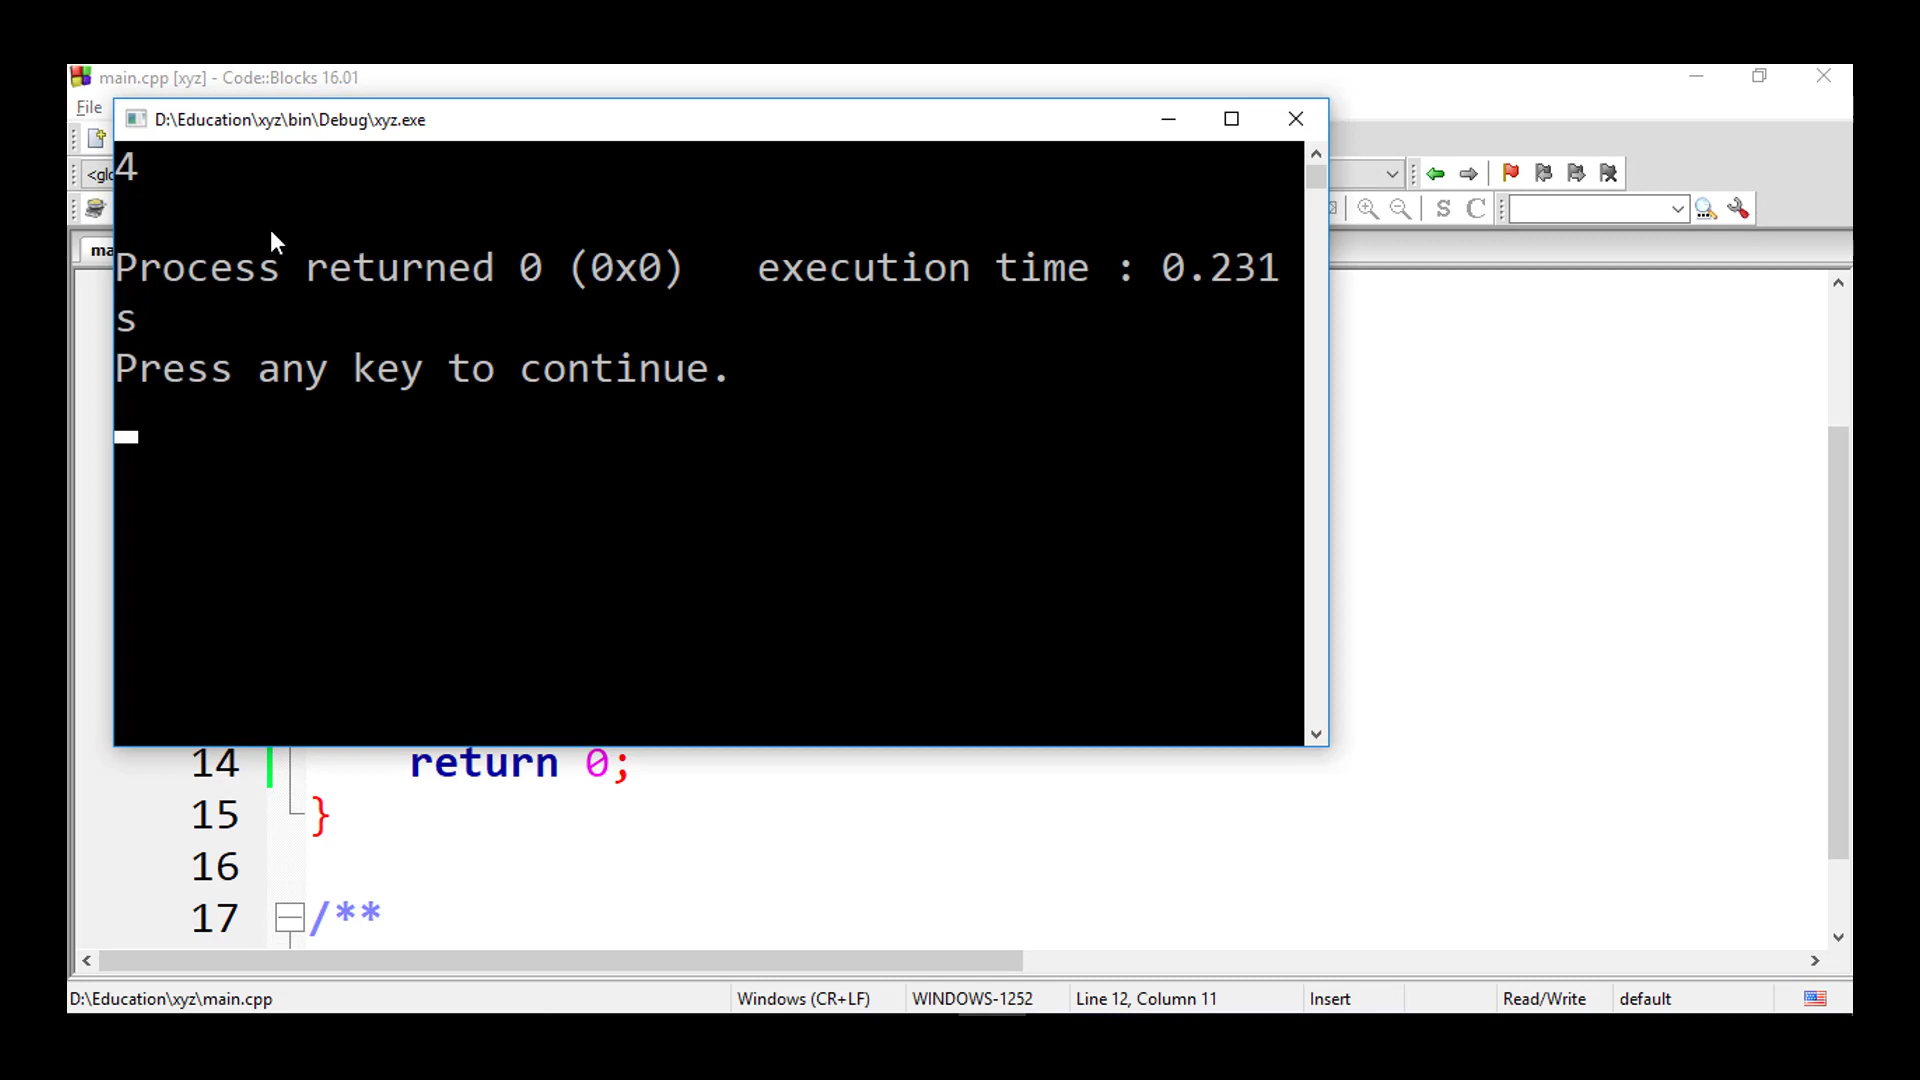 main.cpp [xyz] - Code::Blocks 16.01
File
D:\Education\xyz\bin\Debug\xyz.exe
<glo
4
S C
ma
Process returned 0 (0x0)   execution time : 0.231
s
Press any key to continue.
14 return 0;
15 }
16
17 /**
D:\Education\xyz\main.cpp Windows (CR+LF) WINDOWS-1252 Line 12, Column 11 Insert Read/Write default